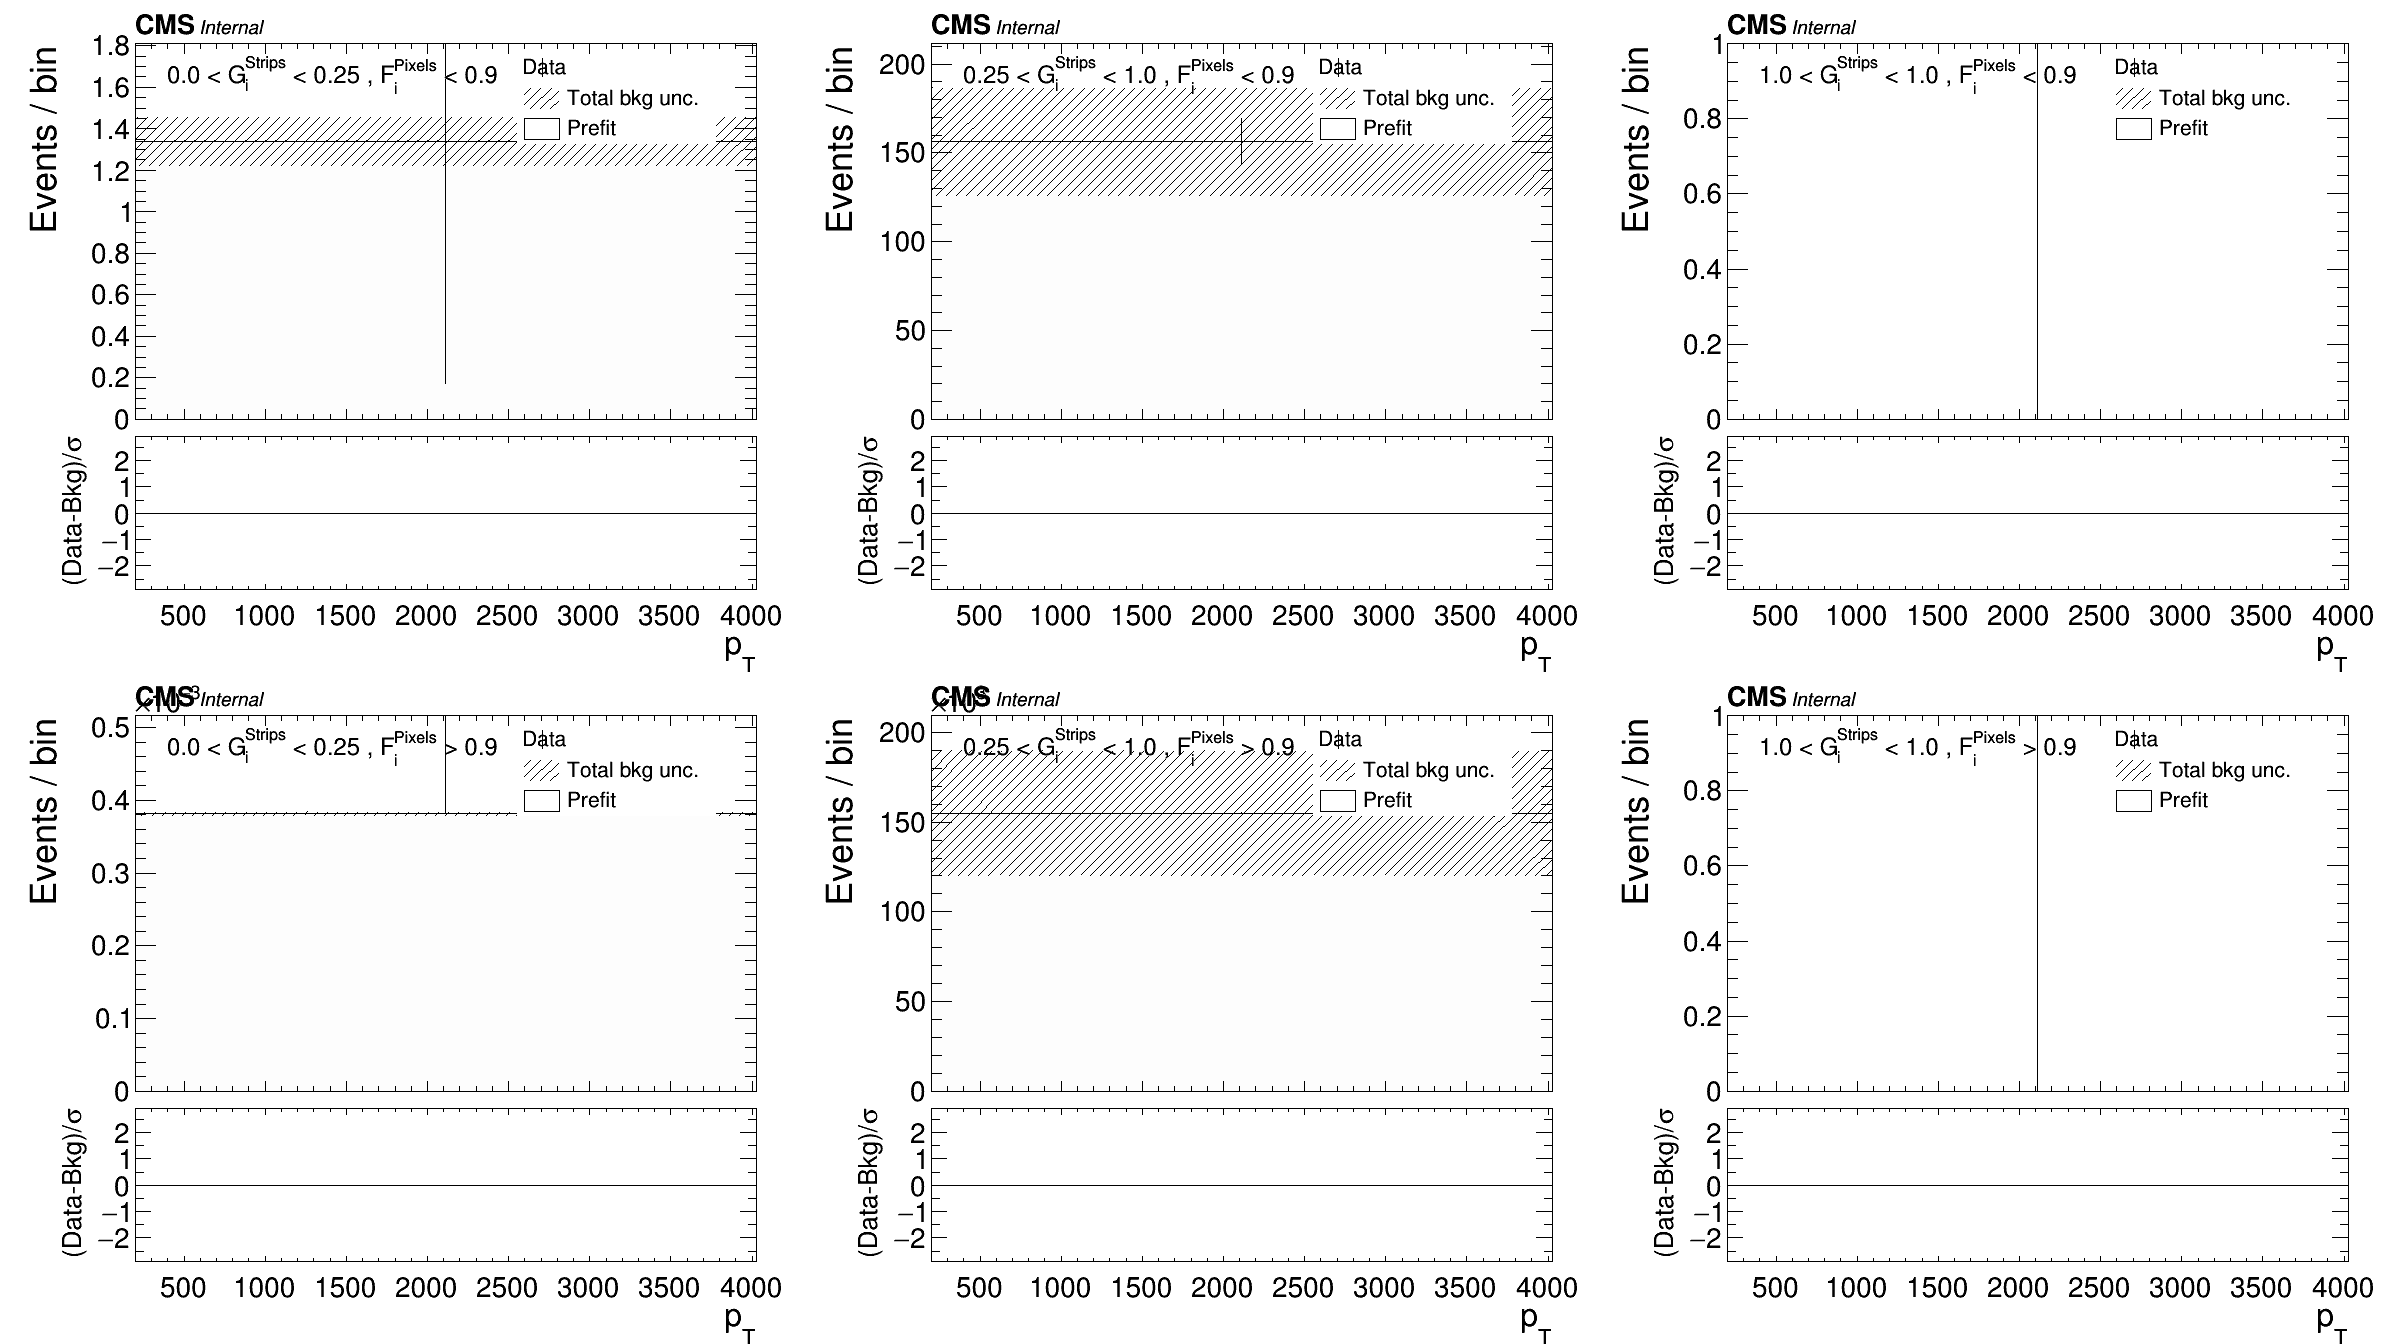 CMS Internal
Events / bin
0.0 < G_i^Strips < 0.25 , F_i^Pixels < 0.9
Data
Total bkg unc.
Prefit
1.8
1.6
1.4
1.2
1
0.8
0.6
0.4
0.2
0
(Data-Bkg)/σ
2
1
0
−1
−2
500 1000 1500 2000 2500 3000 3500 4000
p_T
CMS Internal
Events / bin
0.25 < G_i^Strips < 1.0 , F_i^Pixels < 0.9
Data
Total bkg unc.
Prefit
200
150
100
50
0
(Data-Bkg)/σ
2
1
0
−1
−2
500 1000 1500 2000 2500 3000 3500 4000
p_T
CMS Internal
Events / bin
1.0 < G_i^Strips < 1.0 , F_i^Pixels < 0.9
Data
Total bkg unc.
Prefit
1
0.8
0.6
0.4
0.2
0
(Data-Bkg)/σ
2
1
0
−1
−2
500 1000 1500 2000 2500 3000 3500 4000
p_T
CMS Internal
Events / bin
0.0 < G_i^Strips < 0.25 , F_i^Pixels > 0.9
Data
Total bkg unc.
Prefit
0.5
0.4
0.3
0.2
0.1
0
(Data-Bkg)/σ
2
1
0
−1
−2
500 1000 1500 2000 2500 3000 3500 4000
p_T
CMS Internal
Events / bin
0.25 < G_i^Strips < 1.0 , F_i^Pixels > 0.9
Data
Total bkg unc.
Prefit
200
150
100
50
0
(Data-Bkg)/σ
2
1
0
−1
−2
500 1000 1500 2000 2500 3000 3500 4000
p_T
CMS Internal
Events / bin
1.0 < G_i^Strips < 1.0 , F_i^Pixels > 0.9
Data
Total bkg unc.
Prefit
1
0.8
0.6
0.4
0.2
0
(Data-Bkg)/σ
2
1
0
−1
−2
500 1000 1500 2000 2500 3000 3500 4000
p_T